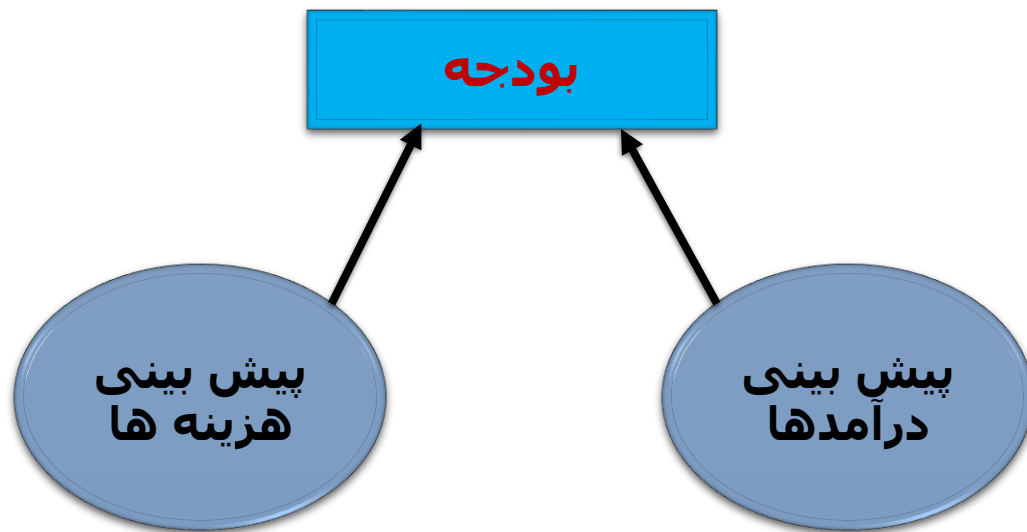 بودجه
پیش بینی
درآمدها
پیش بینی
هزینه ها